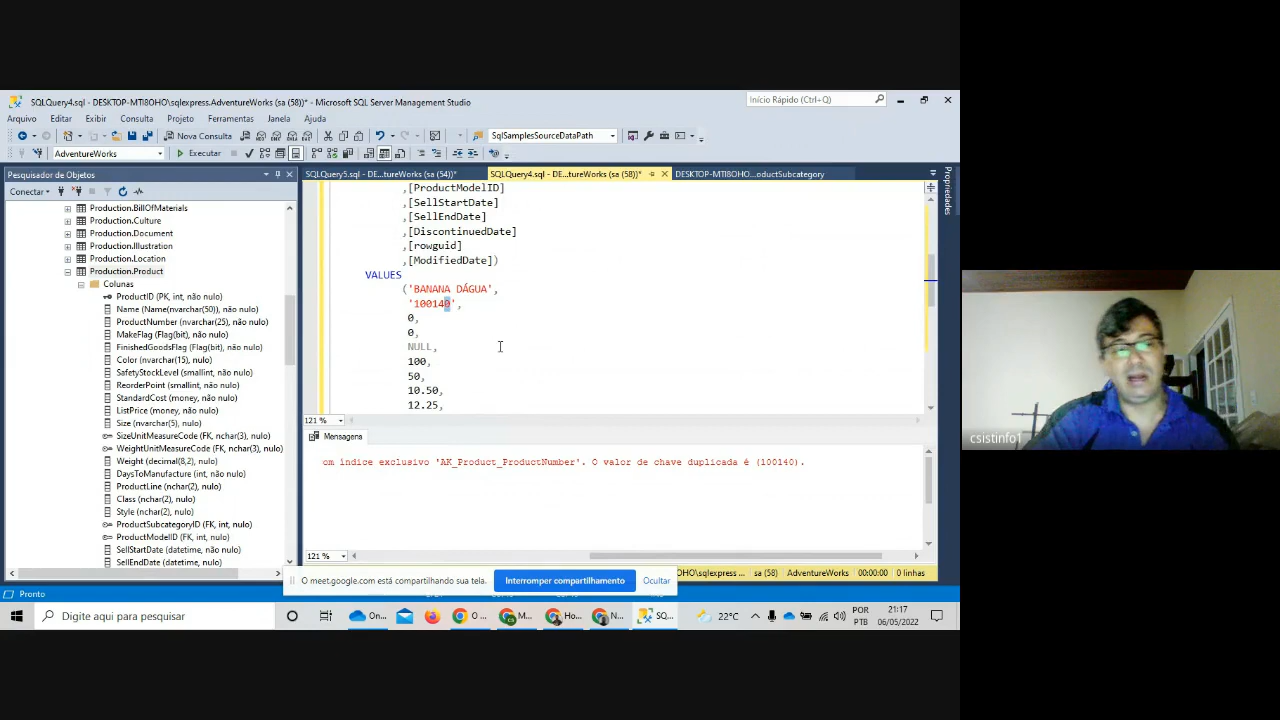 SQLQuery4.sql - DESKTOP-MTI8OHO\sqlexpress.AdventureWorks (sa (58))* - Microsoft SQL Server Management Studio
Início Rápido (Ctrl+Q)
Arquivo Editar Exibir Consulta Projeto Ferramentas Janela Ajuda
Nova Consulta
SqlSamplesSourceDataPath
AdventureWorks
Executar
Pesquisador de Objetos
SQLQuery5.sql - DE...tureWorks (sa (54))*
SQLQuery4.sql - DE...tureWorks (sa (58))*
DESKTOP-MTI8OHO...oductSubcategory
Propriedades
Conectar
Production.BillOfMaterials
Production.Culture
Production.Document
Production.Illustration
Production.Location
Production.Product
Colunas
ProductID (PK, int, não nulo)
Name (Name(nvarchar(50)), não nulo)
ProductNumber (nvarchar(25), não nulo)
MakeFlag (Flag(bit), não nulo)
FinishedGoodsFlag (Flag(bit), não nulo)
Color (nvarchar(15), nulo)
SafetyStockLevel (smallint, não nulo)
ReorderPoint (smallint, não nulo)
StandardCost (money, não nulo)
ListPrice (money, não nulo)
Size (nvarchar(5), nulo)
SizeUnitMeasureCode (FK, nchar(3), nulo)
WeightUnitMeasureCode (FK, nchar(3), nulo)
Weight (decimal(8,2), nulo)
DaysToManufacture (int, não nulo)
ProductLine (nchar(2), nulo)
Class (nchar(2), nulo)
Style (nchar(2), nulo)
ProductSubcategoryID (FK, int, nulo)
ProductModelID (FK, int, nulo)
SellStartDate (datetime, não nulo)
SellEndDate (datetime, nulo)
,[ProductModelID]
,[SellStartDate]
,[SellEndDate]
,[DiscontinuedDate]
,[rowguid]
,[ModifiedDate])
VALUES
('BANANA DÁGUA',
'100140',
0,
0,
NULL,
100,
50,
10.50,
12.25,
121 %
Mensagens
om índice exclusivo 'AK_Product_ProductNumber'. O valor de chave duplicada é (100140).
121 %
OHO\sqlexpress ... sa (58) AdventureWorks 00:00:00 0 linhas
O meet.google.com está compartilhando sua tela.
Interromper compartilhamento
Ocultar
Pronto
Digite aqui para pesquisar
On...
O ...
M...
Ho...
N...
SQ...
22°C
POR
PTB
21:17
06/05/2022
csistinfo1